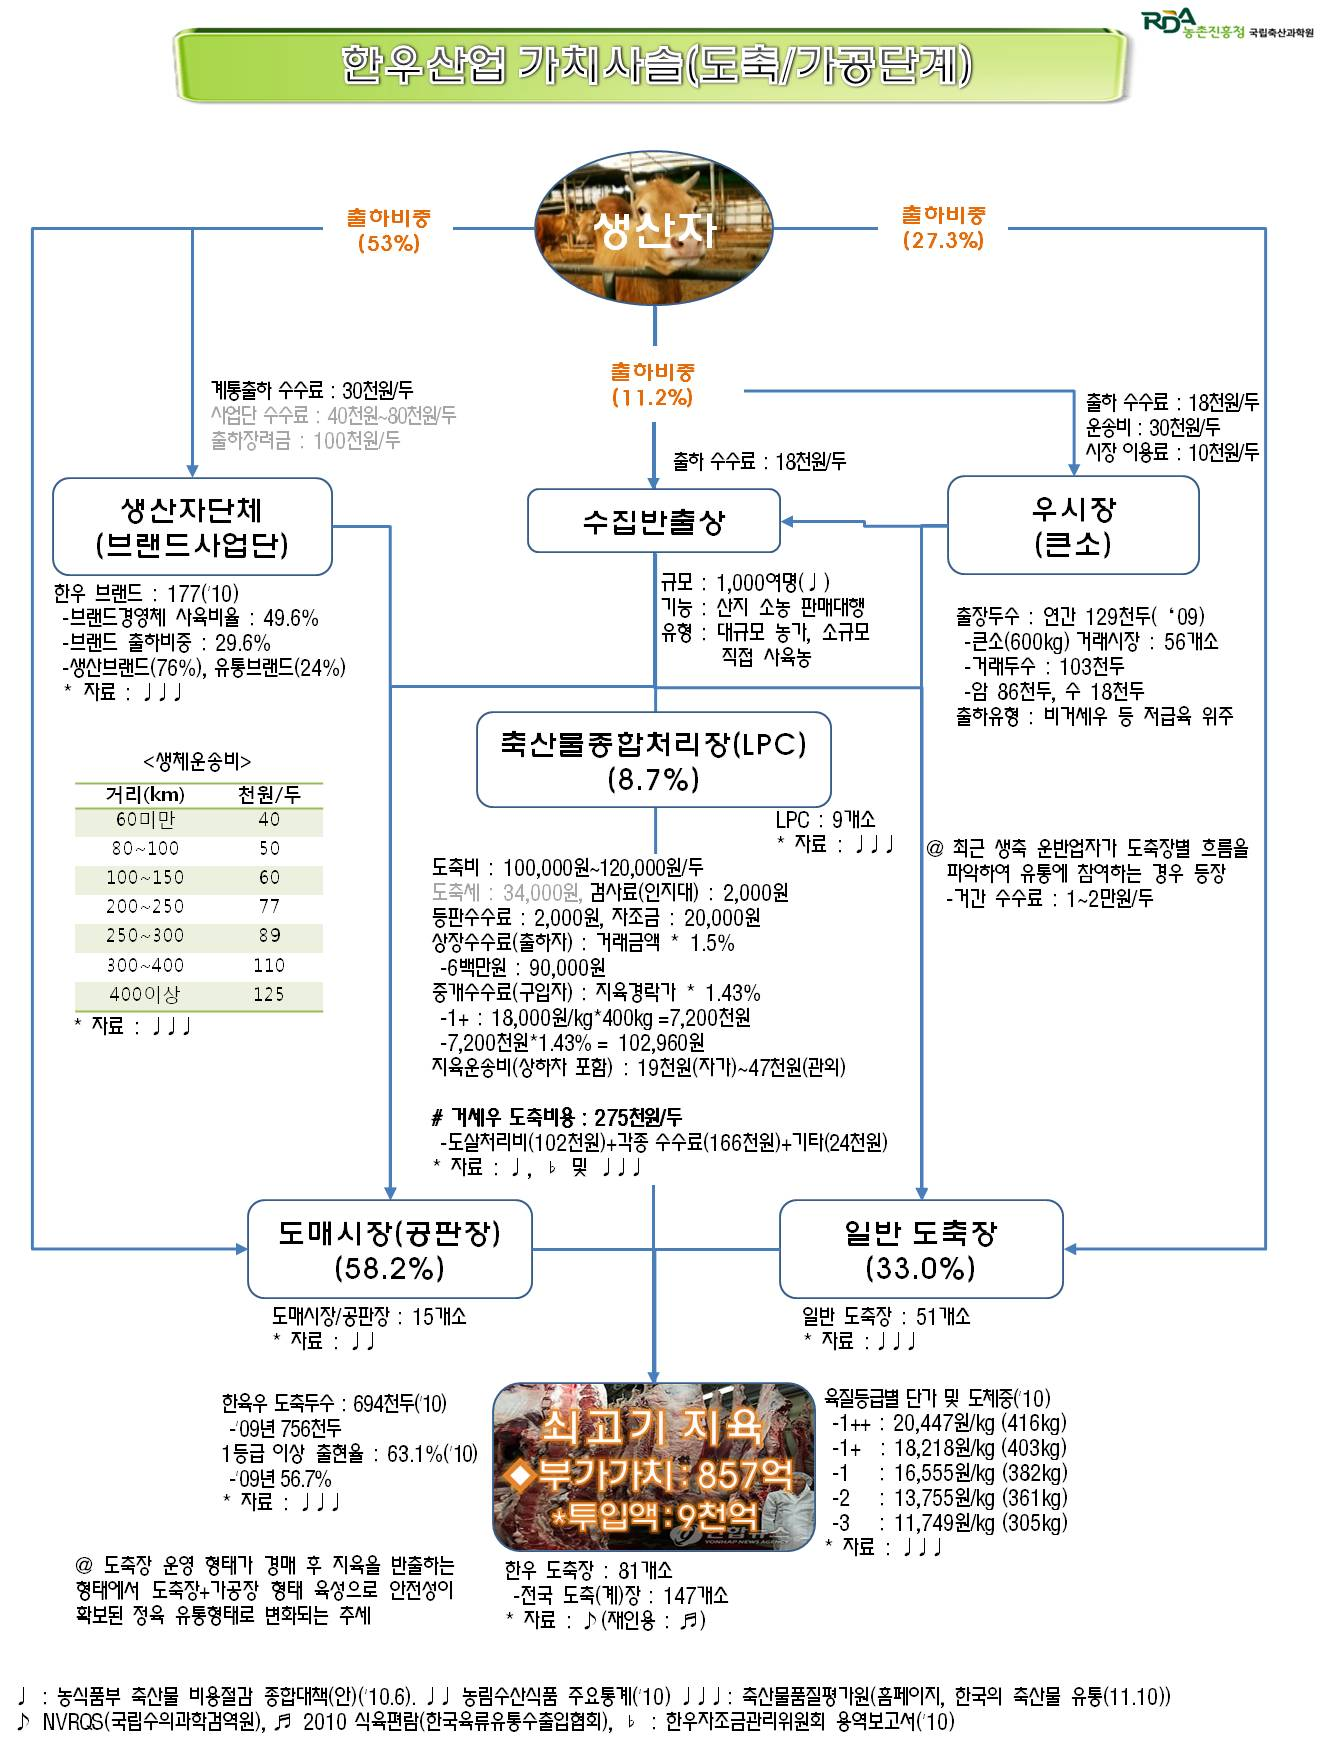 RDA 농촌진흥청 국립축산과학원
한우산업 가치사슬(도축/가공단계)
생산자
출하비중
(53%)
출하비중
(27.3%)
출하비중
(11.2%)
계통출하 수수료 : 30천원/두
사업단 수수료 : 40천원~80천원/두
출하장려금 : 100천원/두
출하 수수료 : 18천원/두
출하 수수료 : 18천원/두
운송비 : 30천원/두
시장 이용료 : 10천원/두
생산자단체
(브랜드사업단)
수집반출상
우시장
(큰소)
한우 브랜드 : 177('10)
-브랜드경영체 사육비율 : 49.6%
-브랜드 출하비중 : 29.6%
-생산브랜드(76%), 유통브랜드(24%)
* 자료 : ♩♩♩
규모 : 1,000여명(♩)
기능 : 산지 소농 판매대행
유형 : 대규모 농가, 소규모
직접 사육농
출장두수 : 연간 129천두( ‘09)
-큰소(600kg) 거래시장 : 56개소
-거래두수 : 103천두
-암 86천두, 수 18천두
출하유형 : 비거세우 등 저급육 위주
<생체운송비>
거리(km) 천원/두
60미만 40
80~100 50
100~150 60
200~250 77
250~300 89
300~400 110
400이상 125
* 자료 : ♩♩♩
축산물종합처리장(LPC)
(8.7%)
LPC : 9개소
* 자료 : ♩♩♩
@ 최근 생축 운반업자가 도축장별 흐름을
파악하여 유통에 참여하는 경우 등장
-거간 수수료 : 1~2만원/두
도축비 : 100,000원~120,000원/두
도축세 : 34,000원, 검사료(인지대) : 2,000원
등판수수료 : 2,000원, 자조금 : 20,000원
상장수수료(출하자) : 거래금액 * 1.5%
-6백만원 : 90,000원
중개수수료(구입자) : 지육경락가 * 1.43%
-1+ : 18,000원/kg*400kg =7,200천원
-7,200천원*1.43% = 102,960원
지육운송비(상하차 포함) : 19천원(자가)~47천원(관외)
# 거세우 도축비용 : 275천원/두
-도살처리비(102천원)+각종 수수료(166천원)+기타(24천원)
* 자료 : ♩, ♭ 및 ♩♩♩
도매시장(공판장)
(58.2%)
일반 도축장
(33.0%)
도매시장/공판장 : 15개소
* 자료 : ♩♩
일반 도축장 : 51개소
* 자료 : ♩♩♩
한육우 도축두수 : 694천두('10)
-'09년 756천두
1등급 이상 출현율 : 63.1%('10)
-'09년 56.7%
* 자료 : ♩♩♩
쇠고기 지육
◆부가가치:857억
*투입액:9천억
연합뉴스
YONHAP NEWS AGENCY
육질등급별 단가 및 도체중('10)
-1++ : 20,447원/kg (416kg)
-1+ : 18,218원/kg (403kg)
-1 : 16,555원/kg (382kg)
-2 : 13,755원/kg (361kg)
-3 : 11,749원/kg (305kg)
* 자료 : ♩♩♩
@ 도축장 운영 형태가 경매 후 지육을 반출하는
형태에서 도축장+가공장 형태 육성으로 안전성이
확보된 정육 유통형태로 변화되는 추세
한우 도축장 : 81개소
-전국 도축(계)장 : 147개소
* 자료 : ♪(재인용 : ♬)
♩ : 농식품부 축산물 비용절감 종합대책(안)('10.6). ♩♩ 농림수산식품 주요통계('10) ♩♩♩: 축산물품질평가원(홈페이지, 한국의 축산물 유통(11.10))
♪ NVRQS(국립수의과학검역원), ♬ 2010 식육편람(한국육류유통수출입협회), ♭ : 한우자조금관리위원회 용역보고서('10)